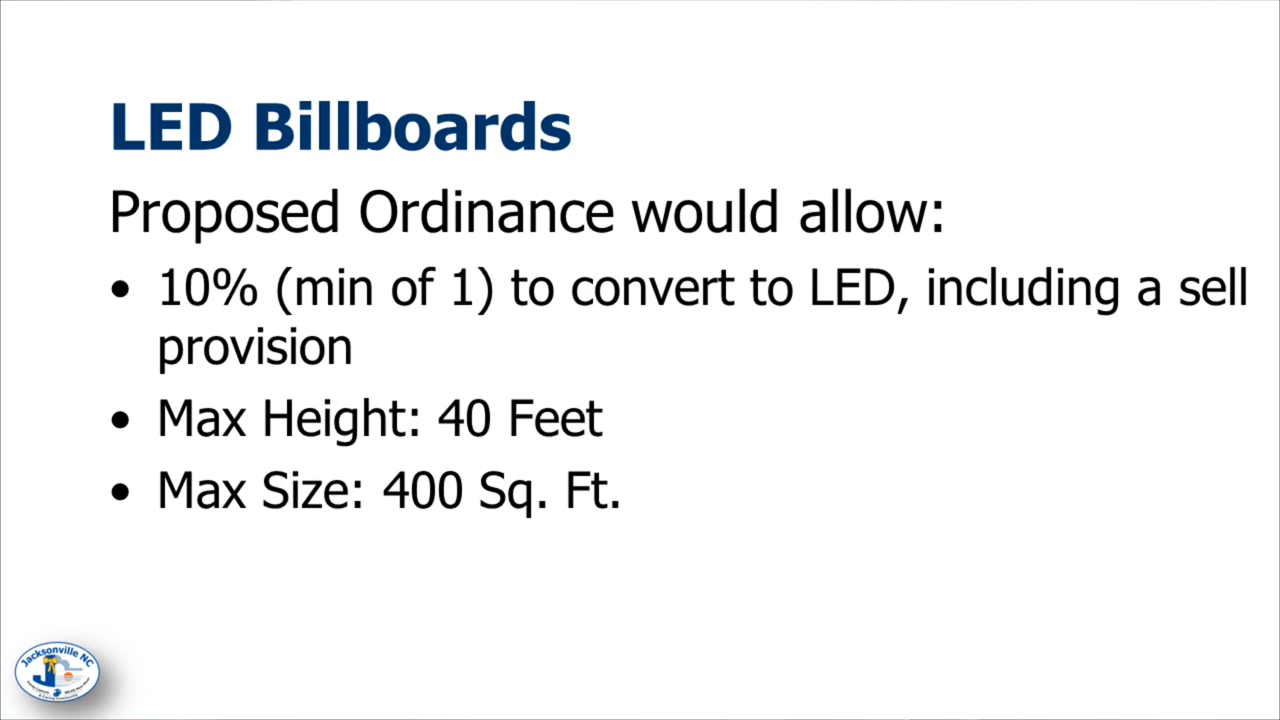 LED Billboards
Proposed Ordinance would allow:
• 10% (min of 1) to convert to LED, including a sell
provision
• Max Height: 40 Feet
• Max Size: 400 Sq. Ft.
Jacksonville NC